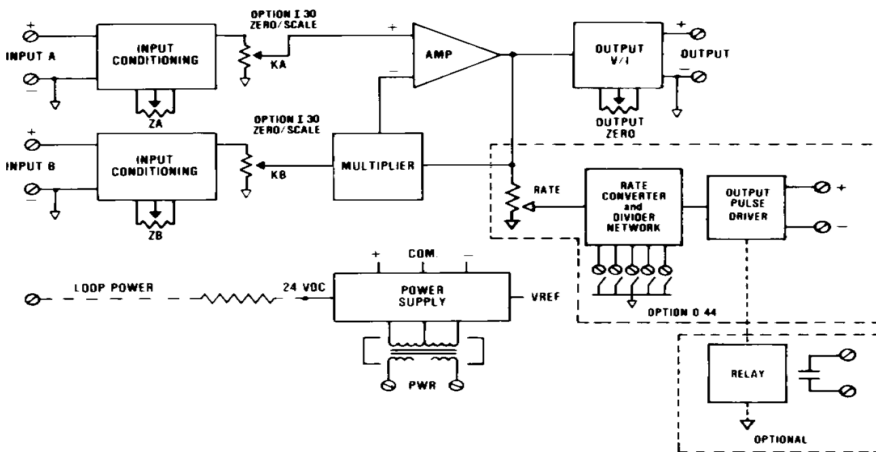 OPTION I 30
ZERO/SCALE
+
INPUT A
−
INPUT
CONDITIONING
ZA
KA
+
−
AMP
OUTPUT
V/I
OUTPUT
ZERO
+
OUTPUT
−
OPTION I 30
ZERO/SCALE
+
INPUT B
−
INPUT
CONDITIONING
ZB
KB
MULTIPLIER
RATE
RATE
CONVERTER
and
DIVIDER
NETWORK
OUTPUT
PULSE
DRIVER
+
−
OPTION O 44
+ COM. −
LOOP POWER
24 VDC
POWER
SUPPLY
VREF
PWR
RELAY
OPTIONAL